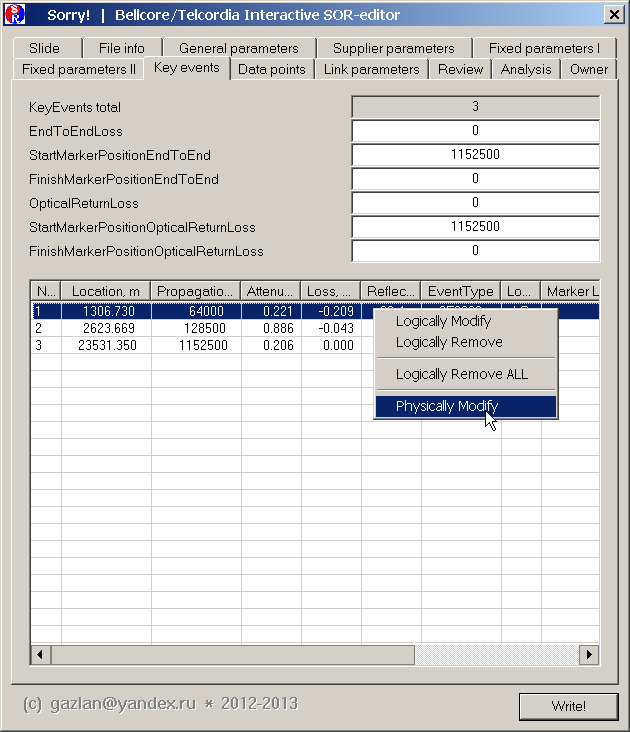 Sorry! | Bellcore/Telcordia Interactive SOR-editor
Slide File info General parameters Supplier parameters Fixed parameters I
Fixed parameters II Key events Data points Link parameters Review Analysis Owner
KeyEvents total 3
EndToEndLoss 0
StartMarkerPositionEndToEnd 1152500
FinishMarkerPositionEndToEnd 0
OpticalReturnLoss 0
StartMarkerPositionOpticalReturnLoss 1152500
FinishMarkerPositionOpticalReturnLoss 0
N... Location, m Propagatio... Attenu... Loss, ... Reflec... EventType Lo... Marker L
1 1306.730 64000 0.221 -0.209
2 2623.669 128500 0.886 -0.043
3 23531.350 1152500 0.206 0.000
Logically Modify
Logically Remove
Logically Remove ALL
Physically Modify
(c) gazlan@yandex.ru * 2012-2013
Write!